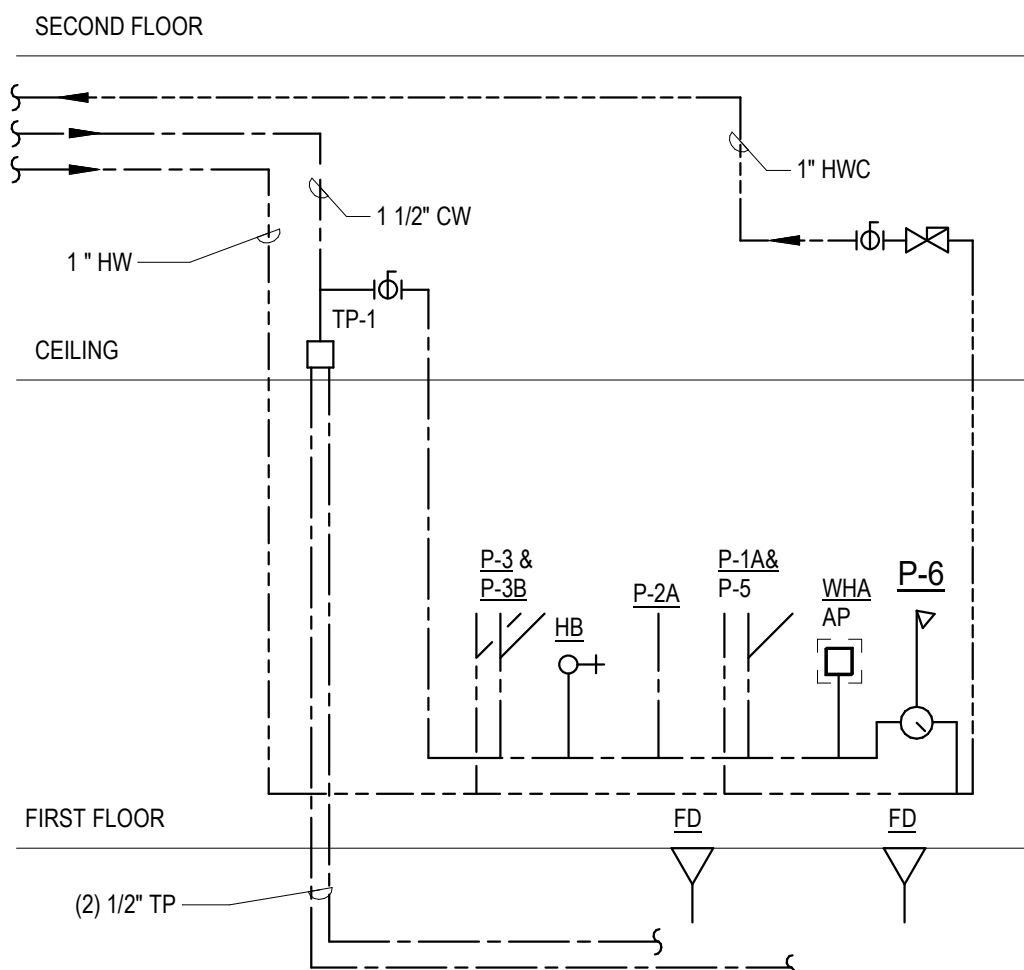 SECOND FLOOR
1" HWC
1 1/2" CW
1 " HW
TP-1
CEILING
P-3 &
P-3B
HB
P-2A
P-1A&
P-5
WHA
AP
P-6
FIRST FLOOR
FD
FD
(2) 1/2" TP